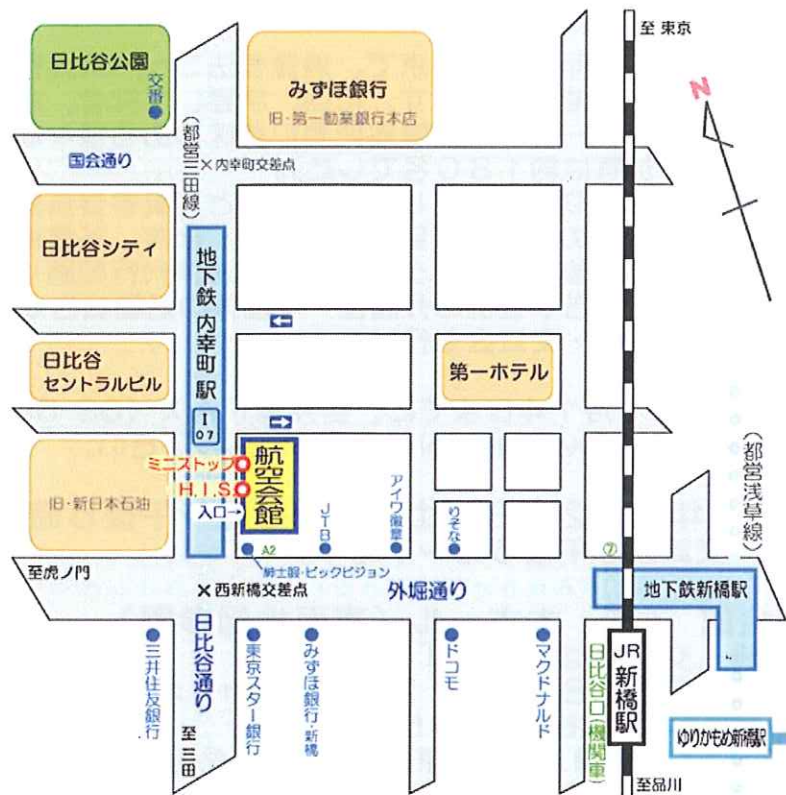 至 東京
日比谷公園
交番
みずほ銀行
旧・第一勧業銀行本店
N
(都営三田線)
国会通り
×内幸町交差点
日比谷シティ
地下鉄 内幸町 駅
I
07
日比谷
セントラルビル
第一ホテル
ミニストップ
H.I.S.
入口→
航空会館
旧・新日本石油
JTB
アイワ徽章
りそな
(都営浅草線)
A2
紳士服・ビックビジョン
⑦
至虎ノ門
×西新橋交差点
外堀通り
地下鉄新橋駅
日比谷通り
三井住友銀行
東京スター銀行
みずほ銀行・新橋
ドコモ
マクドナルド
日比谷口(機関車)
JR
新橋駅
ゆりかもめ新橋駅
至 三田
至品川